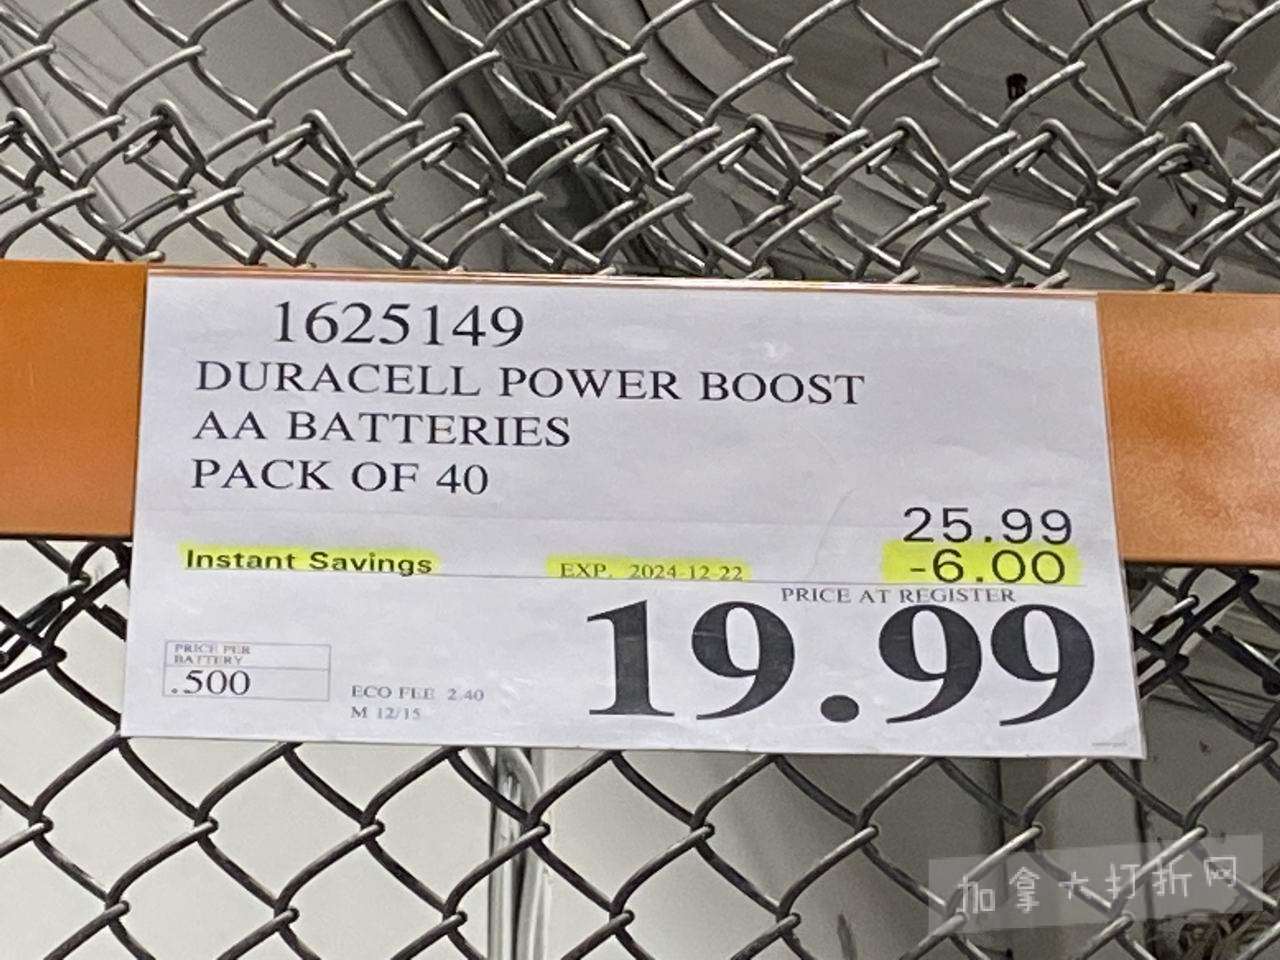 1625149
DURACELL POWER BOOST
AA BATTERIES
PACK OF 40
25.99
Instant Savings EXP. 2024-12-22 -6.00
PRICE AT REGISTER
19.99
PRICE PER
BATTERY
.500
ECO FEE 2.40
M 12/15
加拿大打折网